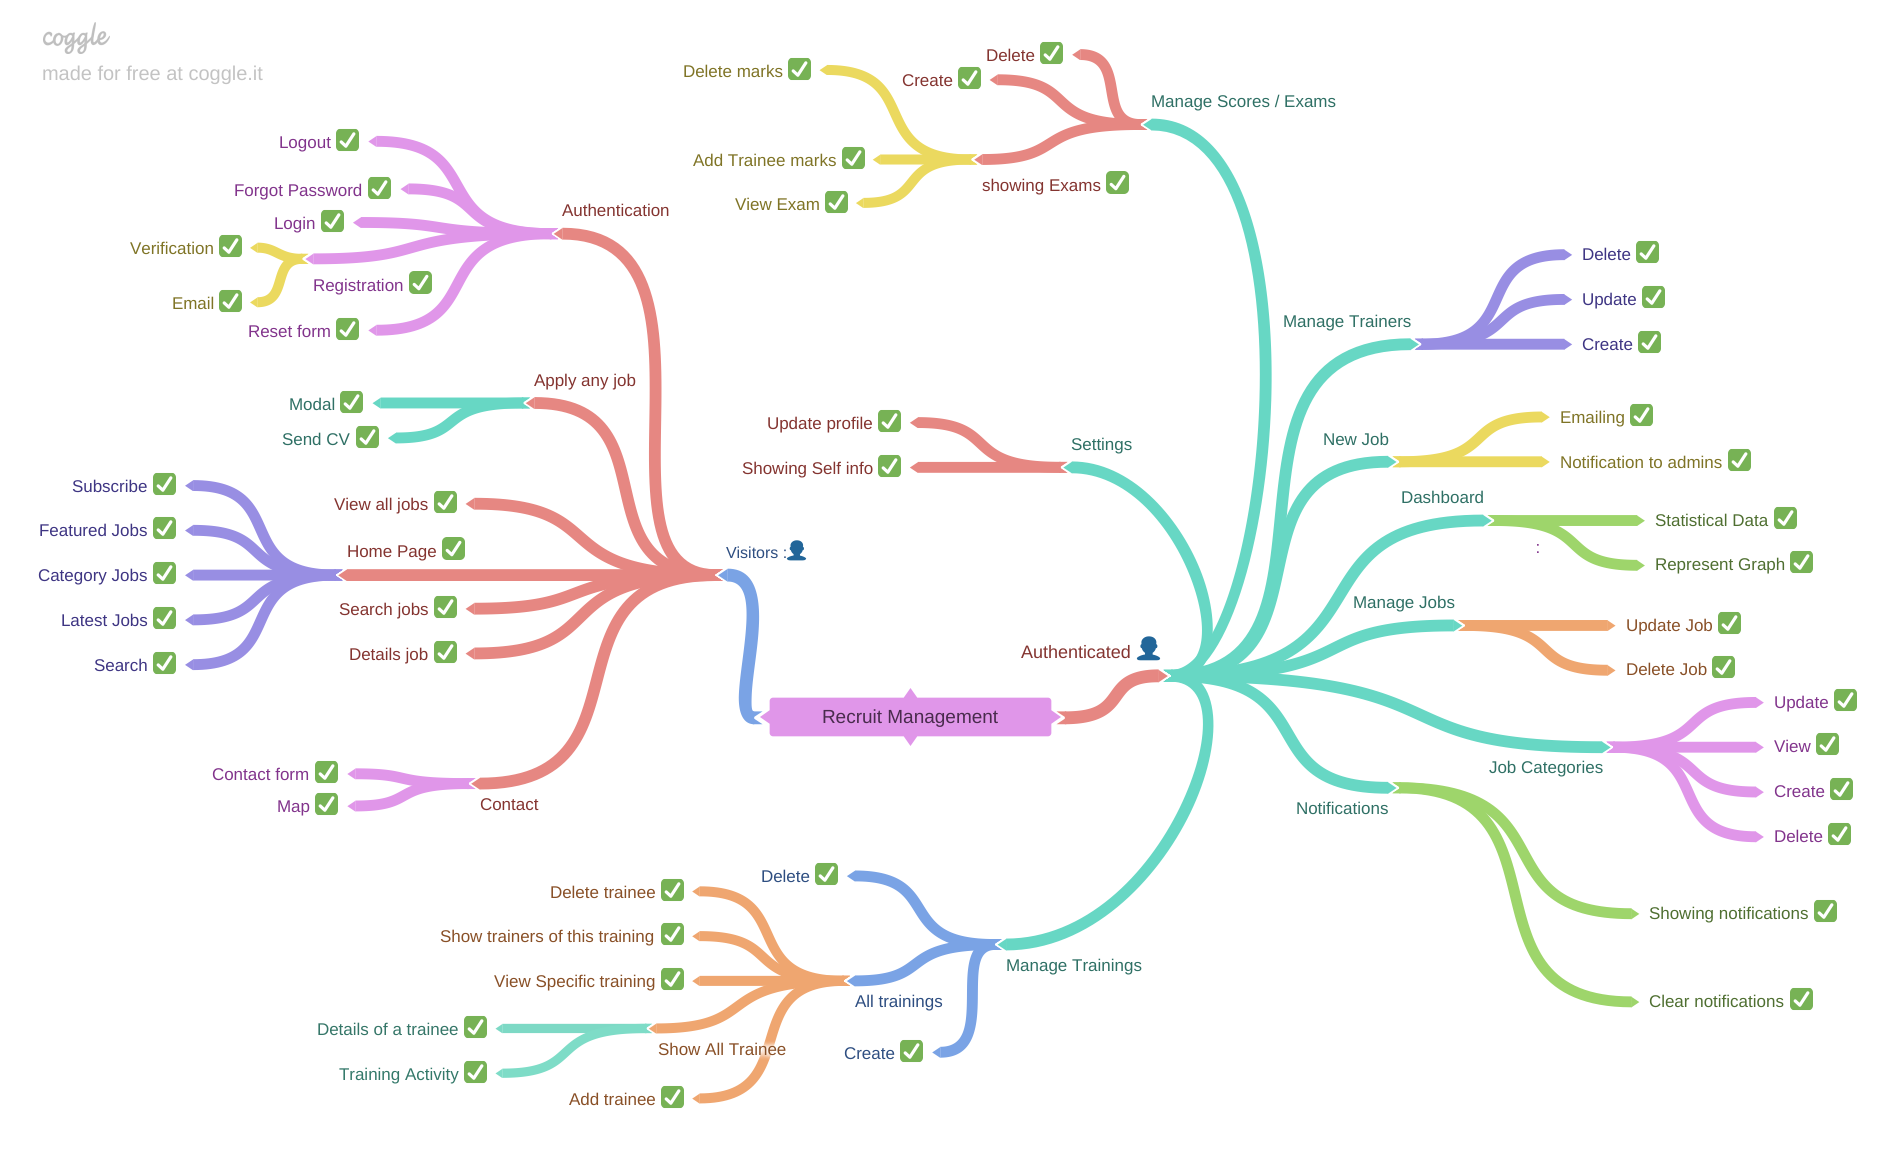 coggle
made for free at coggle.it
Delete ✅
Create ✅
Delete marks ✅
Manage Scores / Exams
Add Trainee marks ✅
showing Exams ✅
View Exam ✅
Logout ✅
Forgot Password ✅
Login ✅
Authentication
Verification ✅
Registration ✅
Email ✅
Reset form ✅
Apply any job
Modal ✅
Send CV ✅
Subscribe ✅
View all jobs ✅
Featured Jobs ✅
Home Page ✅
Category Jobs ✅
Search jobs ✅
Latest Jobs ✅
Details job ✅
Search ✅
Visitors :👤
Contact form ✅
Map ✅
Contact
Update profile ✅
Showing Self info ✅
Settings
Authenticated 👤
Recruit Management
Manage Trainers
Delete ✅
Update ✅
Create ✅
New Job
Emailing ✅
Notification to admins ✅
Dashboard
Statistical Data ✅
:
Represent Graph ✅
Manage Jobs
Update Job ✅
Delete Job ✅
Job Categories
Update ✅
View ✅
Create ✅
Delete ✅
Notifications
Showing notifications ✅
Clear notifications ✅
Delete ✅
Manage Trainings
All trainings
Create ✅
Delete trainee ✅
Show trainers of this training ✅
View Specific training ✅
Show All Trainee
Details of a trainee ✅
Training Activity ✅
Add trainee ✅